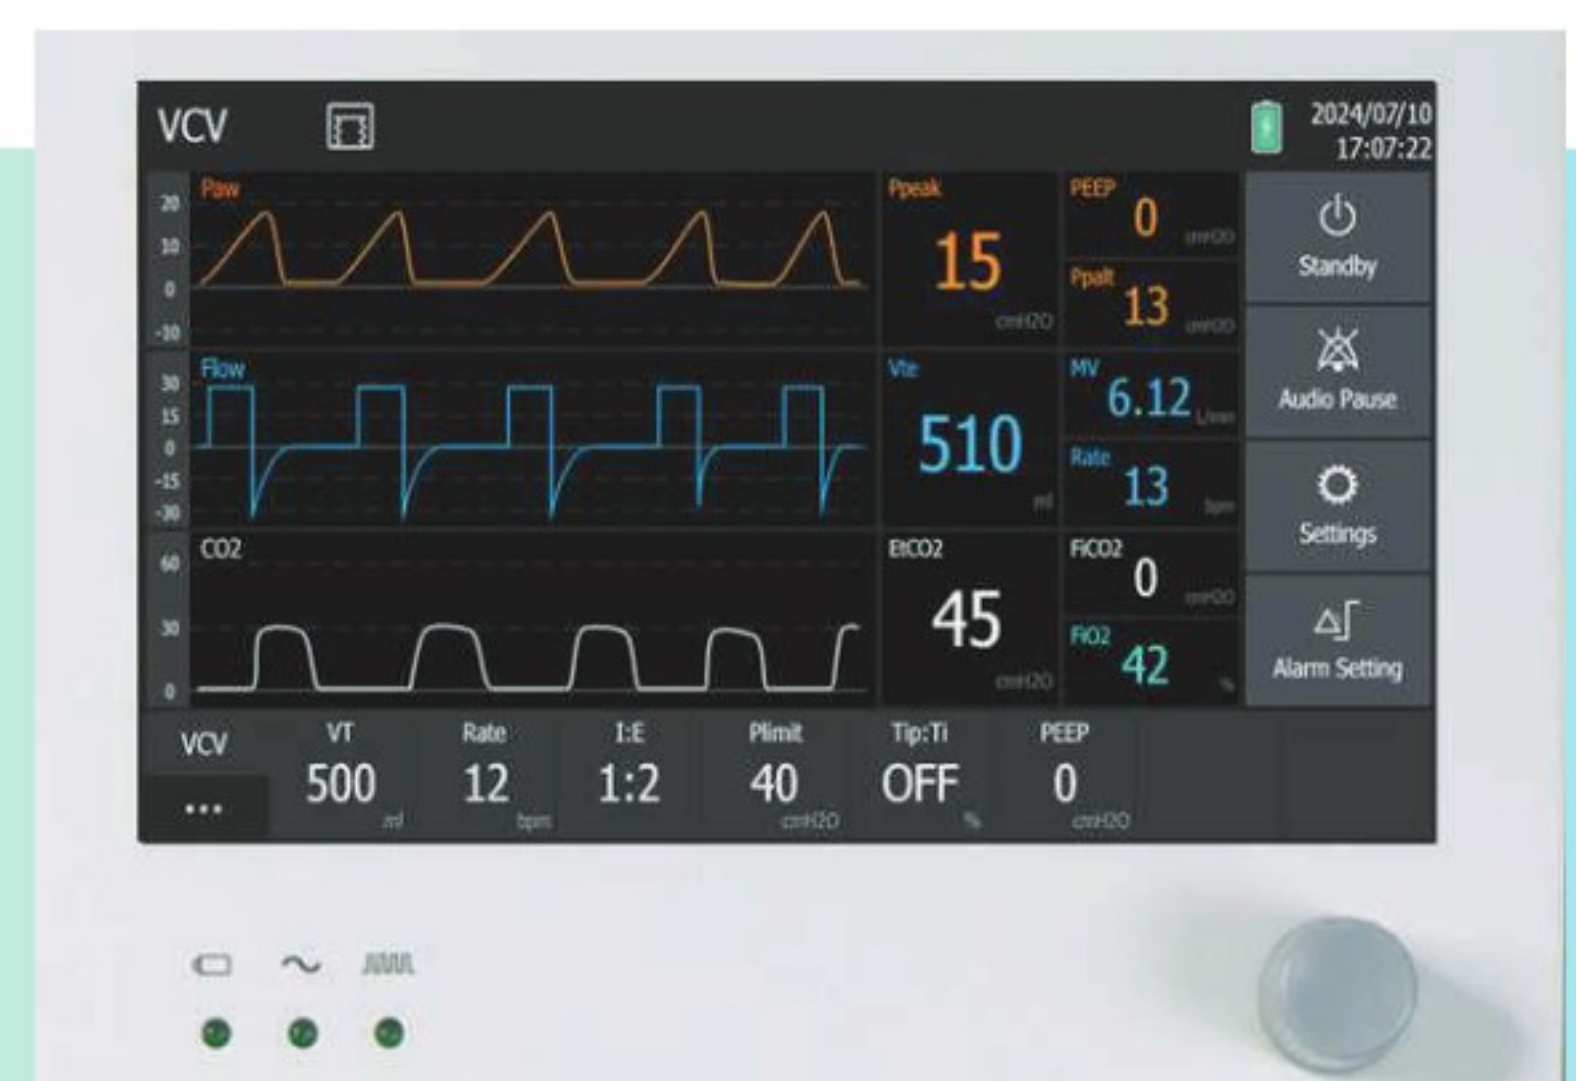 VCV
2024/07/10
17:07:22
Paw
20
10
0
-10
Ppeak
15
cmH2O
PEEP
0
cmH2O
Ppalt
13
cmH2O
Standby
Audio Pause
Flow
30
15
0
-15
-30
Vte
510
ml
MV
6.12
L/min
Rate
13
bpm
Settings
CO2
60
30
0
EtCO2
45
cmH2O
FiCO2
0
cmH2O
FiO2
42
%
Alarm Setting
VCV
...
VT
500
ml
Rate
12
bpm
I:E
1:2
Plimit
40
cmH2O
Tip:Ti
OFF
%
PEEP
0
cmH2O